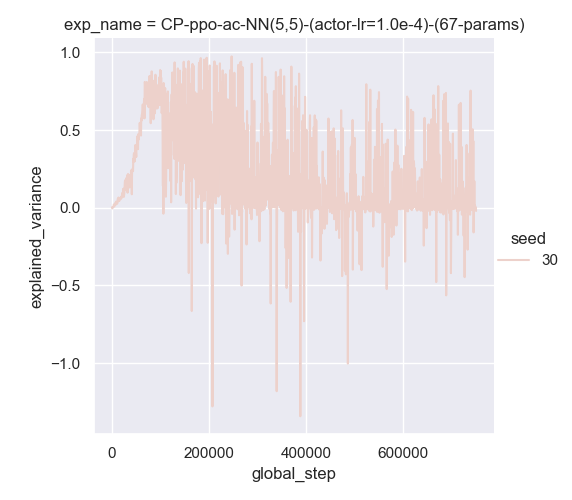 exp_name = CP-ppo-ac-NN(5,5)-(actor-lr=1.0e-4)-(67-params)
1.0
0.5
0.0
−0.5
−1.0
explained_variance
0
200000
400000
600000
global_step
seed
30